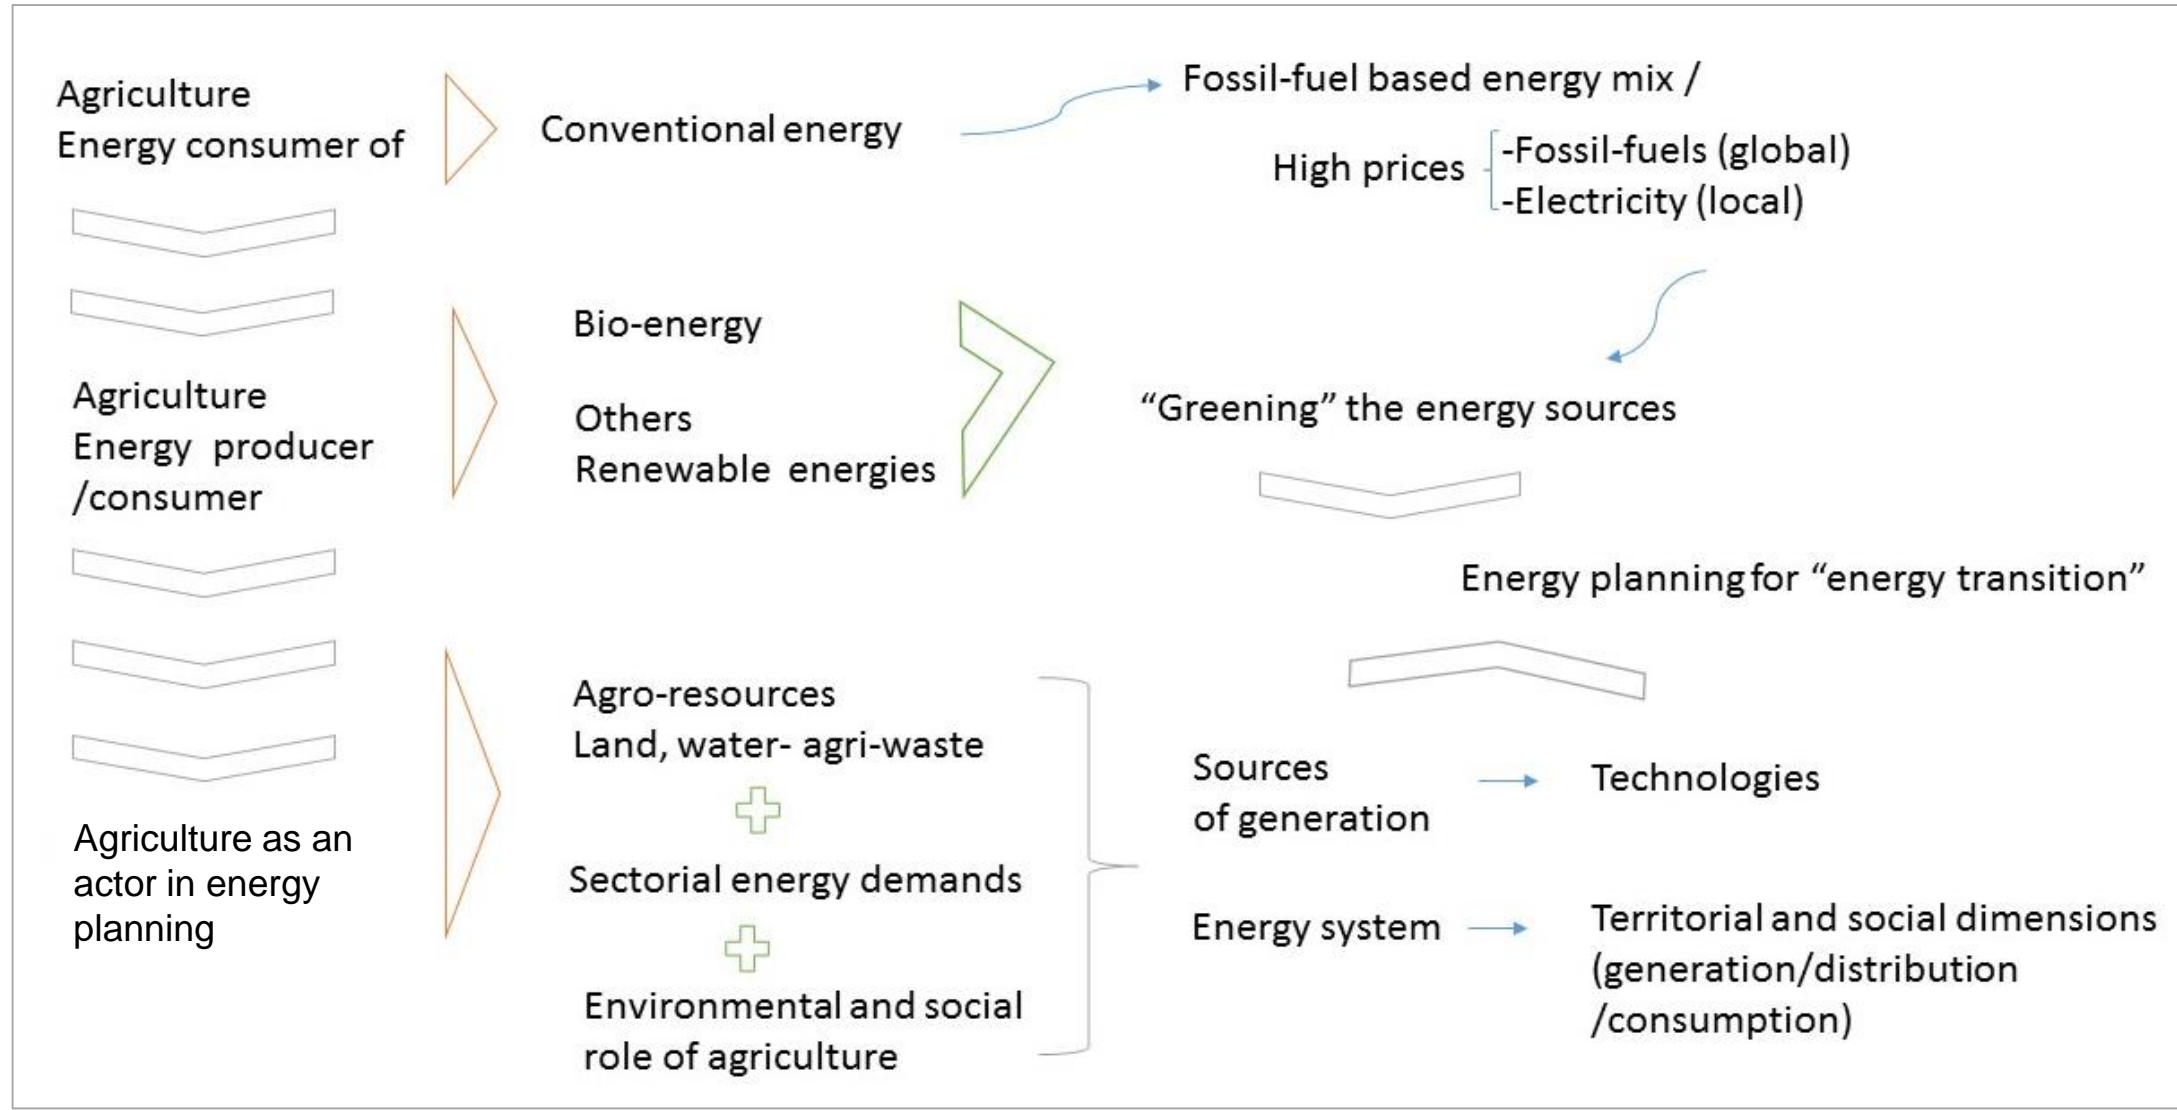 Agriculture
Energy consumer of
Conventional energy
Fossil-fuel based energy mix /
High prices
-Fossil-fuels (global)
-Electricity (local)
Agriculture
Energy producer
/consumer
Bio-energy
Others
Renewable energies
“Greening” the energy sources
Energy planning for “energy transition”
Agriculture as an
actor in energy
planning
Agro-resources
Land, water- agri-waste
Sectorial energy demands
Environmental and social
role of agriculture
Sources
of generation
Technologies
Energy system
Territorial and social dimensions
(generation/distribution
/consumption)